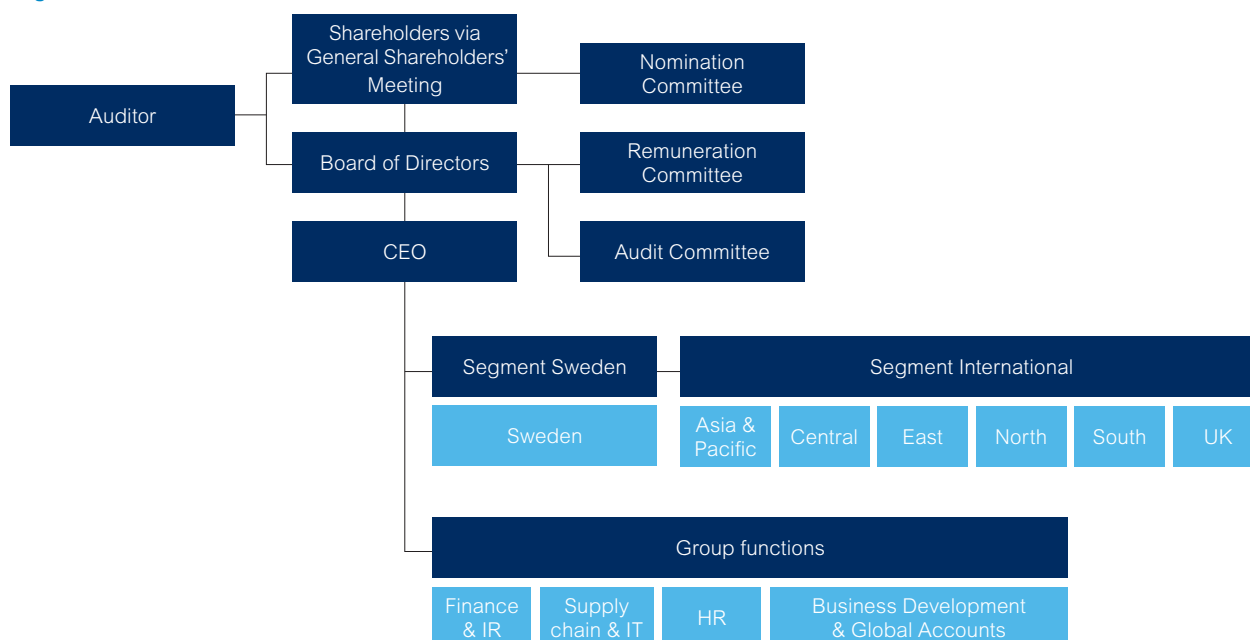 Shareholders via
General Shareholders’
Meeting
Nomination
Committee
Auditor
Board of Directors
Remuneration
Committee
CEO
Audit Committee
Segment Sweden
Segment International
Sweden
Asia &
Pacific
Central
East
North
South
UK
Group functions
Finance
& IR
Supply
chain & IT
HR
Business Development
& Global Accounts